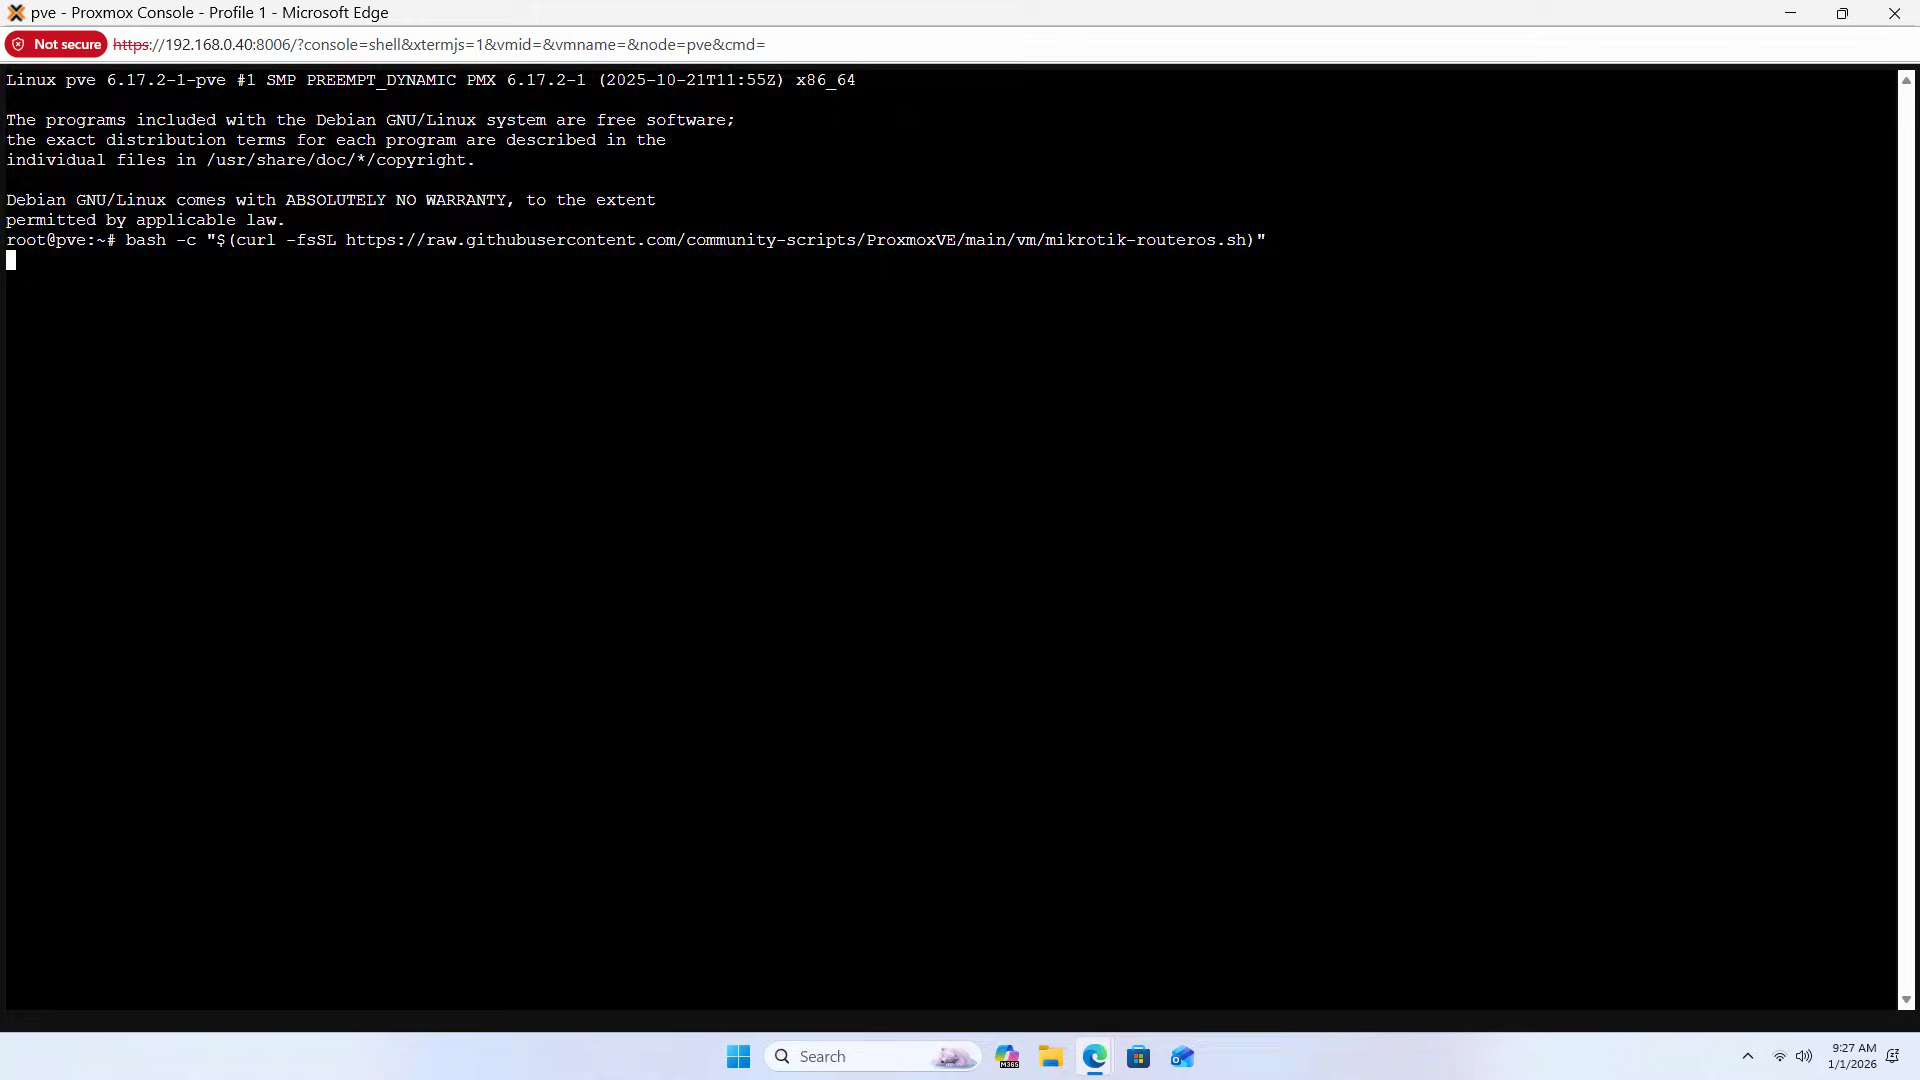 pve - Proxmox Console - Profile 1 - Microsoft Edge
Not secure https://192.168.0.40:8006/?console=shell&xtermjs=1&vmid=&vmname=&node=pve&cmd=
Linux pve 6.17.2-1-pve #1 SMP PREEMPT_DYNAMIC PMX 6.17.2-1 (2025-10-21T11:55Z) x86_64
The programs included with the Debian GNU/Linux system are free software;
the exact distribution terms for each program are described in the
individual files in /usr/share/doc/*/copyright.
Debian GNU/Linux comes with ABSOLUTELY NO WARRANTY, to the extent
permitted by applicable law.
root@pve:~# bash -c "$(curl -fsSL https://raw.githubusercontent.com/community-scripts/ProxmoxVE/main/vm/mikrotik-routeros.sh)"
Search
M365
9:27 AM
1/1/2026